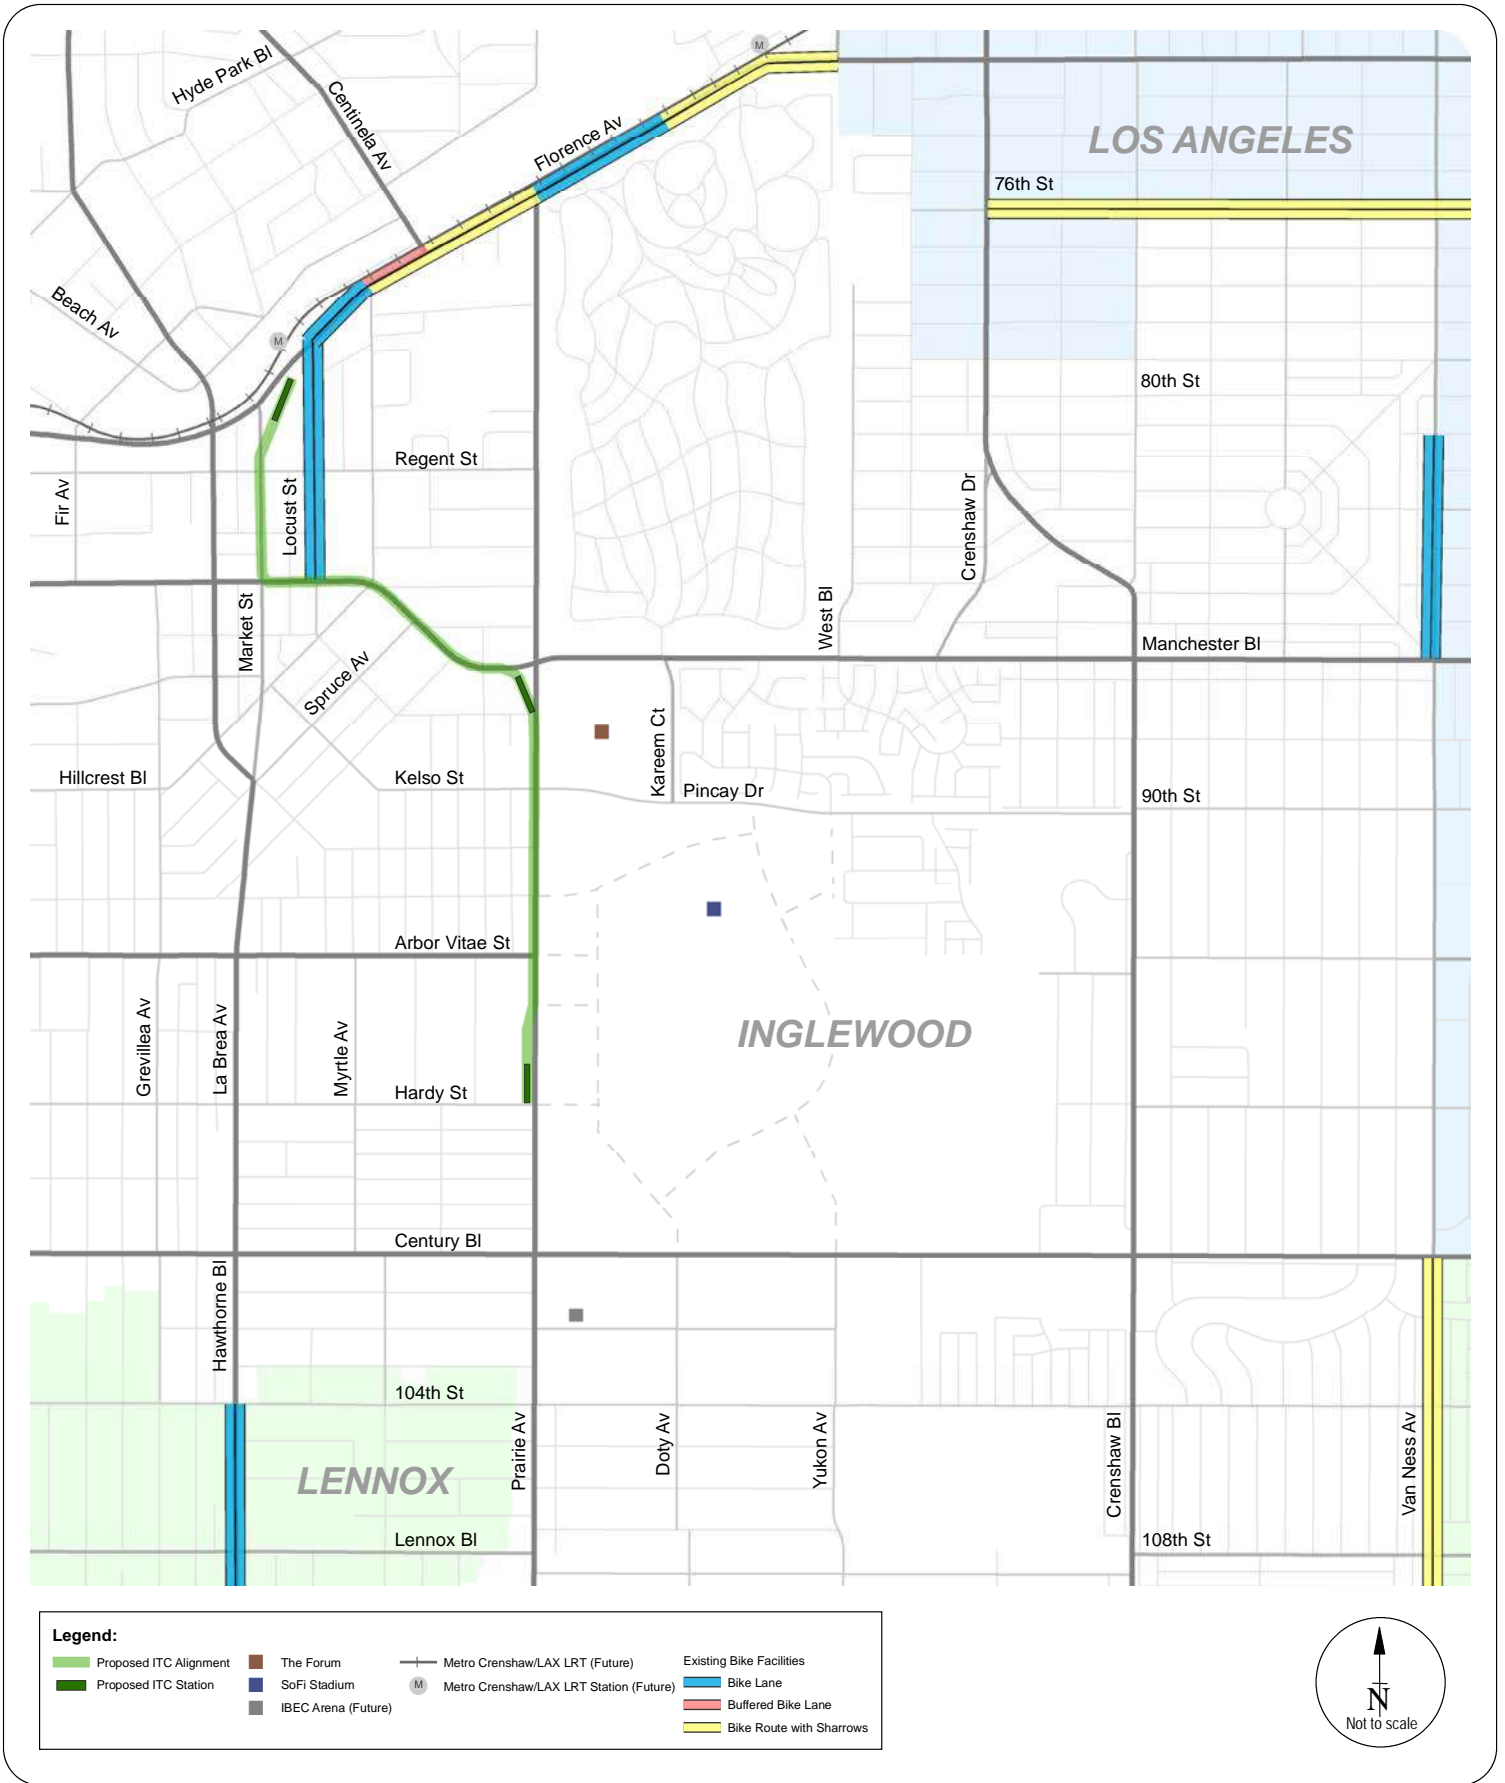 Hyde Park Bl
Centinela Av
M
Florence Av
LOS ANGELES
76th St
Beach Av
M
80th St
Regent St
Fir Av
Locust St
Crenshaw Dr
Market St
West Bl
Manchester Bl
Spruce Av
Kareem Ct
Hillcrest Bl
Kelso St
Pincay Dr
90th St
Arbor Vitae St
Grevillea Av
La Brea Av
Myrtle Av
INGLEWOOD
Hardy St
Century Bl
Hawthorne Bl
104th St
Prairie Av
Doty Av
Yukon Av
Crenshaw Bl
Van Ness Av
LENNOX
Lennox Bl
108th St
Legend:
Proposed ITC Alignment
Proposed ITC Station
The Forum
SoFi Stadium
IBEC Arena (Future)
Metro Crenshaw/LAX LRT (Future)
M Metro Crenshaw/LAX LRT Station (Future)
Existing Bike Facilities
Bike Lane
Buffered Bike Lane
Bike Route with Sharrows
N
Not to scale